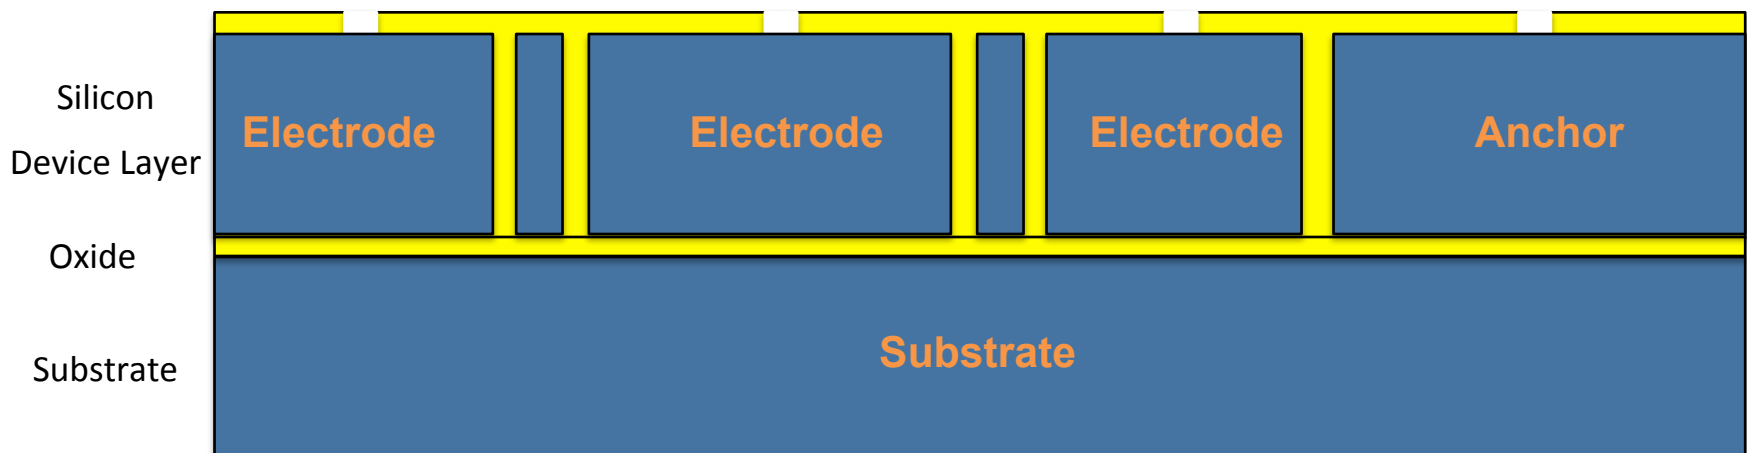 Silicon
Device Layer
Oxide
Substrate
Electrode
Electrode
Electrode
Anchor
Substrate